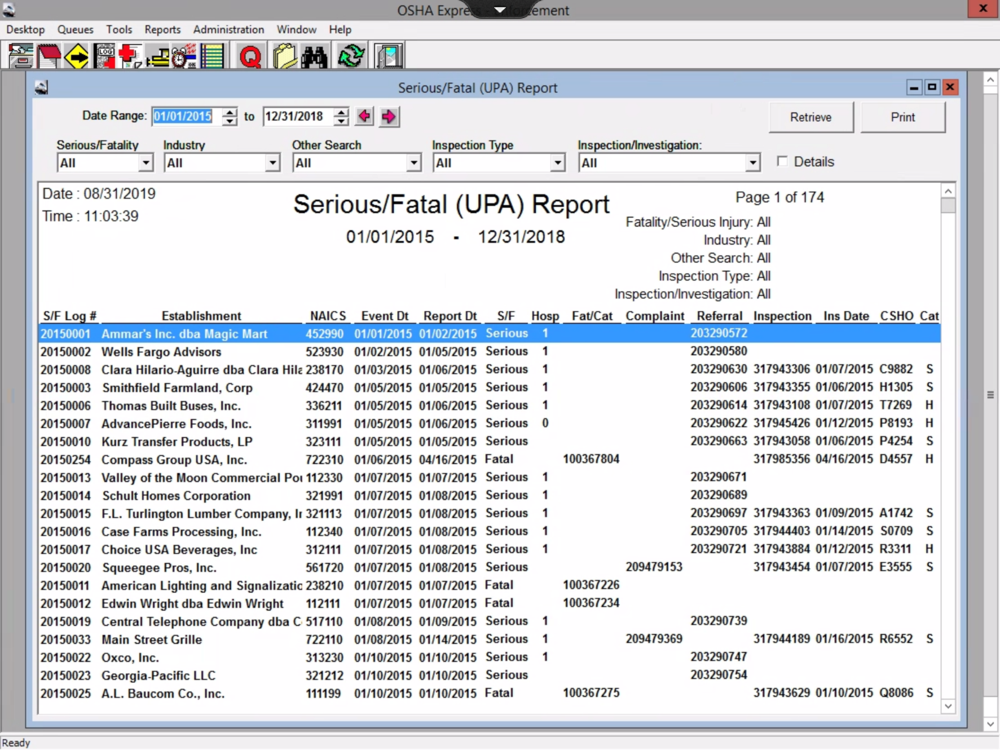 OSHA Express - Enforcement
Desktop Queues Tools Reports Administration Window Help
LOG
OK
Q
Serious/Fatal (UPA) Report
Date Range: 01/01/2015 to 12/31/2018 Retrieve Print
Serious/Fatality Industry Other Search Inspection Type Inspection/Investigation:
All All All All All Details
Date : 08/31/2019
Time : 11:03:39
Serious/Fatal (UPA) Report
01/01/2015 - 12/31/2018
Page 1 of 174
Fatality/Serious Injury: All
Industry: All
Other Search: All
Inspection Type: All
Inspection/Investigation: All
S/F Log # Establishment NAICS Event Dt Report Dt S/F Hosp Fat/Cat Complaint Referral Inspection Ins Date CSHO Cat
20150001 Ammar's Inc. dba Magic Mart 452990 01/01/2015 01/02/2015 Serious 1 203290572
20150002 Wells Fargo Advisors 523930 01/02/2015 01/05/2015 Serious 1 203290580
20150008 Clara Hilario-Aguirre dba Clara Hila 238170 01/03/2015 01/06/2015 Serious 1 203290630 317943306 01/07/2015 C9882 S
20150003 Smithfield Farmland, Corp 424470 01/05/2015 01/05/2015 Serious 1 203290606 317943355 01/06/2015 H1305 S
20150006 Thomas Built Buses, Inc. 336211 01/05/2015 01/06/2015 Serious 1 203290614 317943108 01/07/2015 T7269 H
20150007 AdvancePierre Foods, Inc. 311991 01/05/2015 01/06/2015 Serious 0 203290622 317945426 01/12/2015 P8193 H
20150010 Kurz Transfer Products, LP 323111 01/05/2015 01/05/2015 Serious 203290663 317943058 01/06/2015 P4254 S
20150254 Compass Group USA, Inc. 722310 01/06/2015 04/16/2015 Fatal 100367804 317985356 04/16/2015 D4557 H
20150013 Valley of the Moon Commercial Pou 112330 01/07/2015 01/07/2015 Serious 1 203290671
20150014 Schult Homes Corporation 321991 01/07/2015 01/08/2015 Serious 1 203290689
20150015 F.L. Turlington Lumber Company, In 321113 01/07/2015 01/08/2015 Serious 1 203290697 317943363 01/09/2015 A1742 S
20150016 Case Farms Processing, Inc. 112340 01/07/2015 01/08/2015 Serious 1 203290705 317944403 01/14/2015 S0709 S
20150017 Choice USA Beverages, Inc 312111 01/07/2015 01/08/2015 Serious 1 203290721 317943884 01/12/2015 R3311 H
20150020 Squeegee Pros, Inc. 561720 01/07/2015 01/08/2015 Serious 209479153 317943454 01/07/2015 E3555 S
20150011 American Lighting and Signalizatio 238210 01/07/2015 01/07/2015 Fatal 100367226
20150012 Edwin Wright dba Edwin Wright 112111 01/07/2015 01/07/2015 Fatal 100367234
20150019 Central Telephone Company dba C 517110 01/08/2015 01/09/2015 Serious 1 203290739
20150033 Main Street Grille 722110 01/08/2015 01/14/2015 Serious 1 209479369 317944189 01/16/2015 R6552 S
20150022 Oxco, Inc. 313230 01/10/2015 01/10/2015 Serious 1 203290747
20150023 Georgia-Pacific LLC 321212 01/10/2015 01/10/2015 Serious 203290754
20150025 A.L. Baucom Co., Inc. 111199 01/10/2015 01/10/2015 Fatal 100367275 317943629 01/10/2015 Q8086 S
Ready